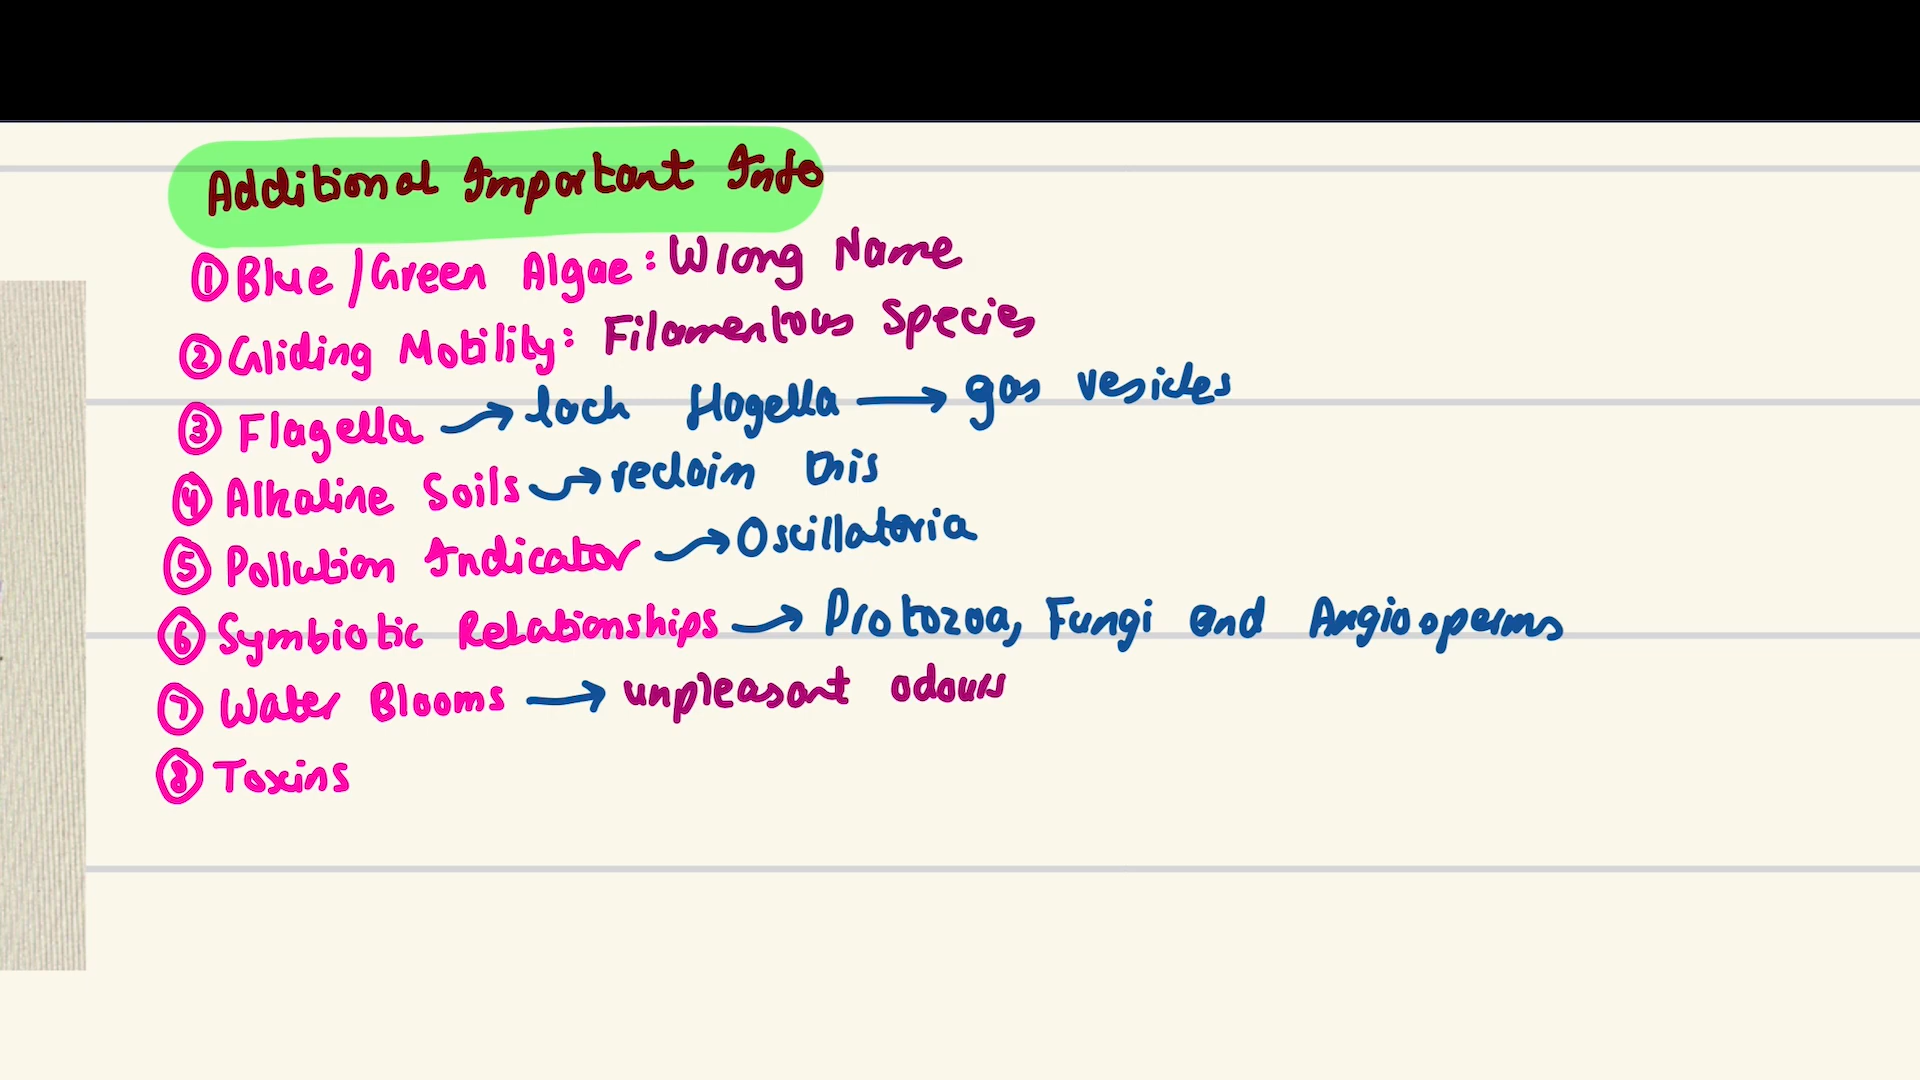 Additional Important Info
① Blue/Green Algae: Wrong Name
② Gliding Motility: Filamentous Species
③ Flagella → lack flagella → gas vesicles
④ Alkaline Soils → reclaim this
⑤ Pollution Indicator → Oscillatoria
⑥ Symbiotic Relationships → Protozoa, Fungi and Angiosperms
⑦ Water Blooms → unpleasant odours
⑧ Toxins